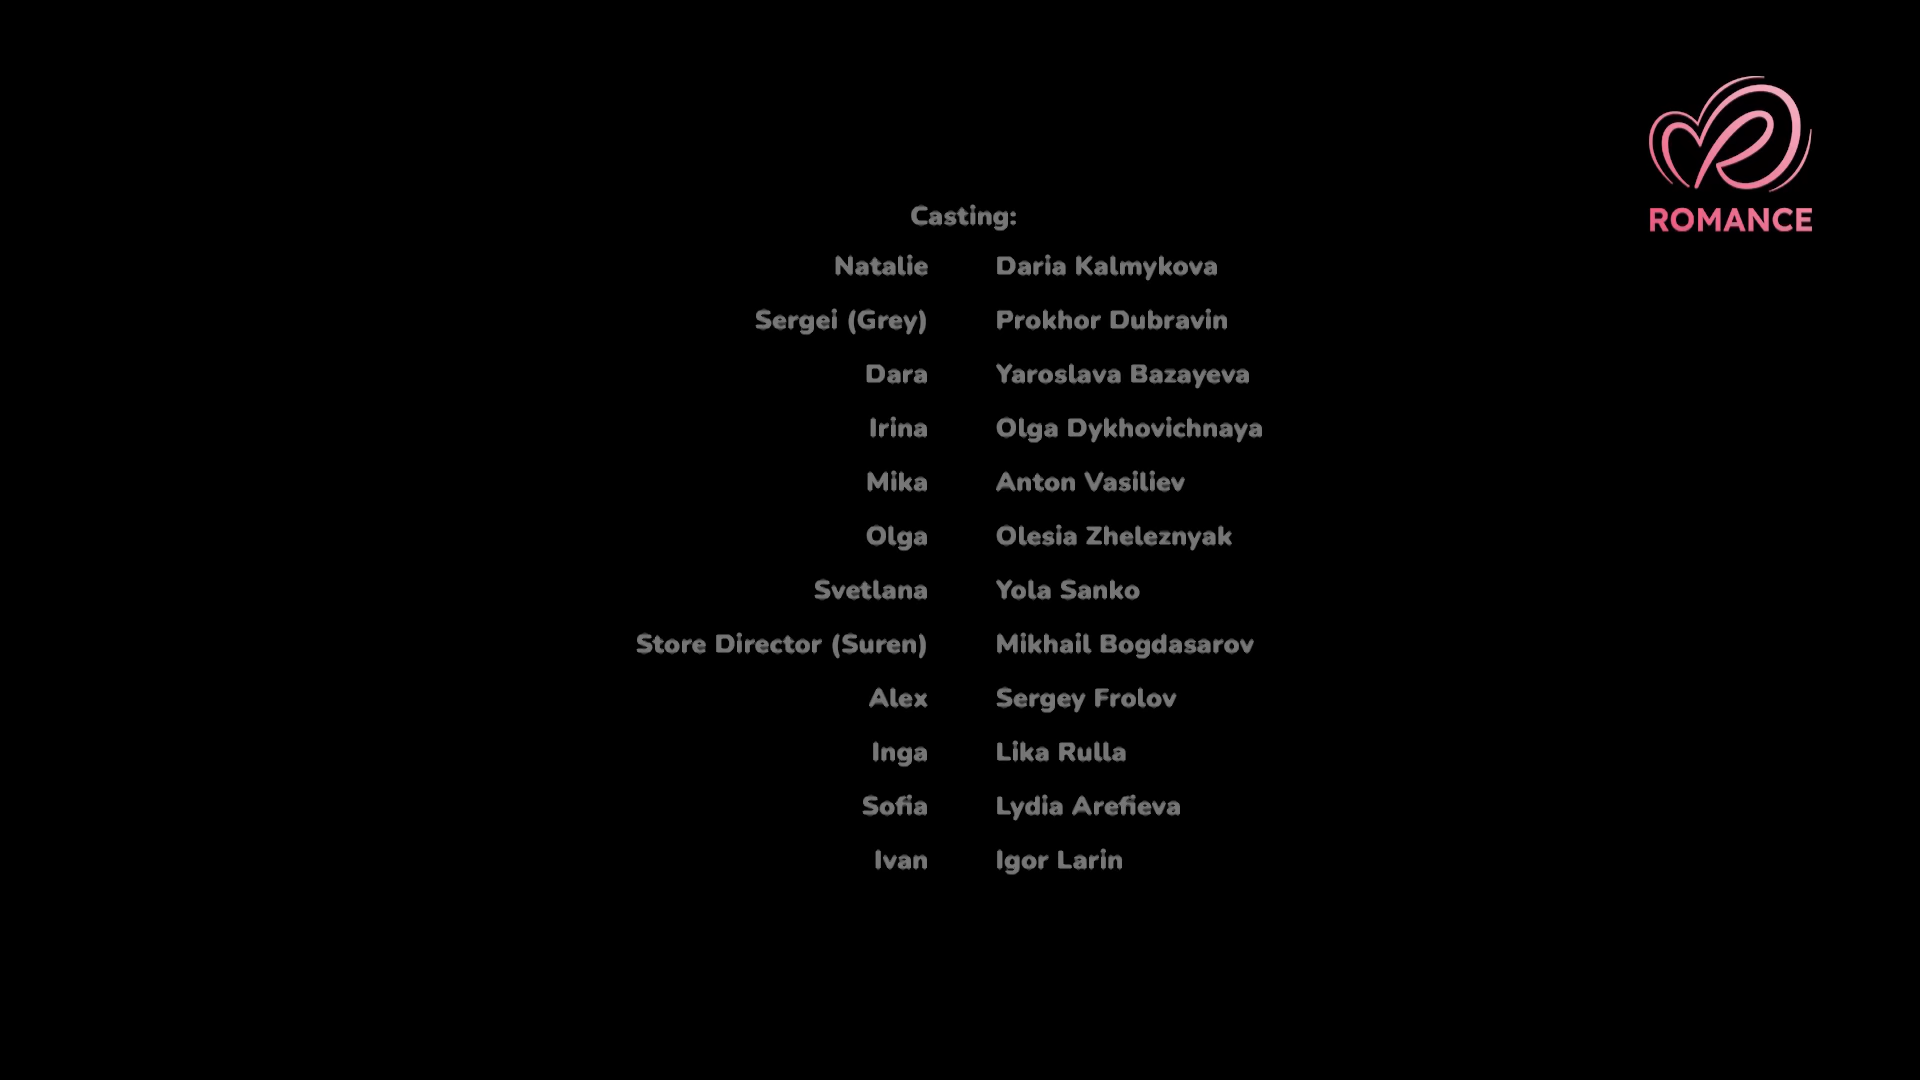 ROMANCE
Casting:
Natalie Daria Kalmykova
Sergei (Grey) Prokhor Dubravin
Dara Yaroslava Bazayeva
Irina Olga Dykhovichnaya
Mika Anton Vasiliev
Olga Olesia Zheleznyak
Svetlana Yola Sanko
Store Director (Suren) Mikhail Bogdasarov
Alex Sergey Frolov
Inga Lika Rulla
Sofia Lydia Arefieva
Ivan Igor Larin